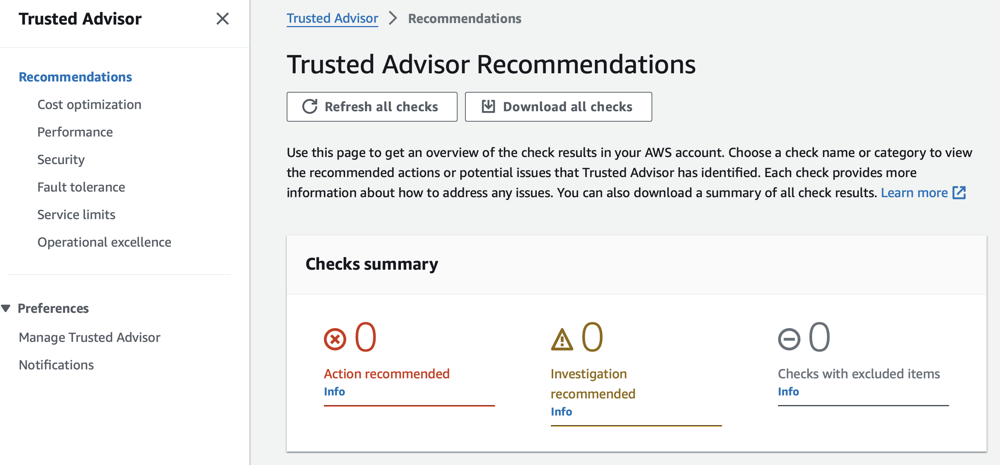 Trusted Advisor
Recommendations
Cost optimization
Performance
Security
Fault tolerance
Service limits
Operational excellence
Preferences
Manage Trusted Advisor
Notifications
Trusted Advisor > Recommendations
Trusted Advisor Recommendations
Refresh all checks
Download all checks
Use this page to get an overview of the check results in your AWS account. Choose a check name or category to view
the recommended actions or potential issues that Trusted Advisor has identified. Each check provides more
information about how to address any issues. You can also download a summary of all check results. Learn more
Checks summary
0
Action recommended
Info
0
Investigation
recommended
Info
0
Checks with excluded items
Info